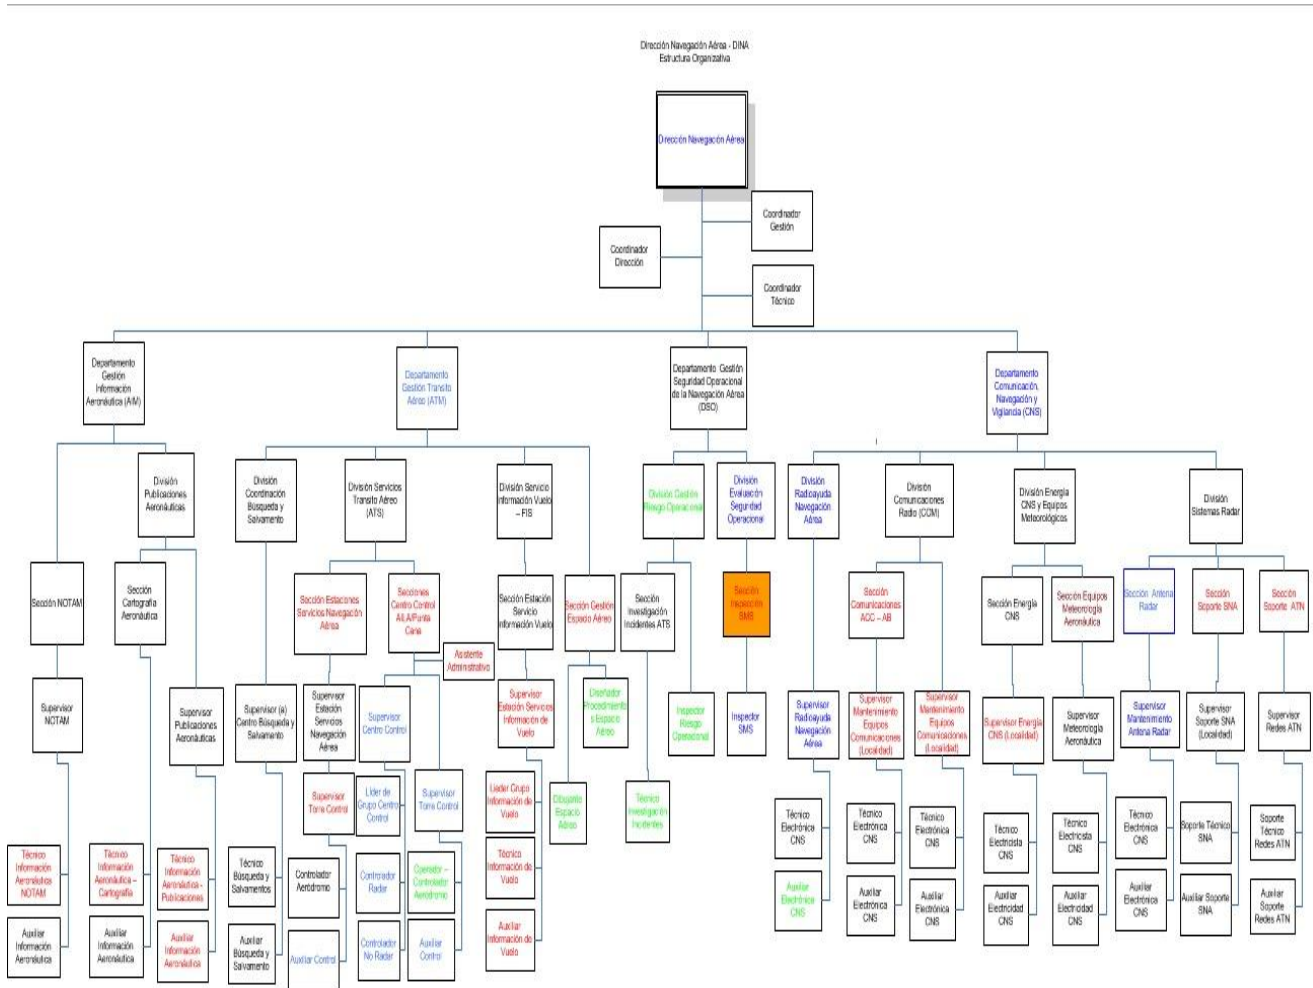 Dirección Navegación Aérea - DINA
Estructura Organizativa
Dirección Navegación Aérea
Coordinador
Gestión
Coordinador
Dirección
Coordinador
Técnico
Departamento
Gestión
Información
Aeronáutica (AIM)
Departamento
Gestión Transito
Aéreo (ATM)
Departamento Gestión
Seguridad Operacional
de la Navegación Aérea
(DSO)
Departamento
Comunicación,
Navegación y
Vigilancia (CNS)
División
Publicaciones
Aeronáuticas
División
Coordinación
Búsqueda y
Salvamento
División Servicios
Transito Aéreo
(ATS)
División Servicio
Información Vuelo
– FIS
División Gestión
Riesgo Operacional
División
Evaluación
Seguridad
Operacional
División
Radioayuda
Navegación
Aérea
División
Comunicaciones
Radio (COM)
División Energía
CNS y Equipos
Meteorológicos
División
Sistemas Radar
Sección NOTAM
Sección
Cartografía
Aeronáutica
Sección Estaciones
Servicios Navegación
Aérea
Secciones
Centro Control
AILA/Punta
Cana
Asistente
Administrativo
Sección Estación
Servicio
Información Vuelo
Sección Gestión
Espacio Aéreo
Sección
Investigación
Incidentes ATS
Sección
Inspección
SMS
Sección
Comunicaciones
ACC – AB
Sección Energía
CNS
Sección Equipos
Meteorología
Aeronáutica
Sección Antena
Radar
Sección
Soporte SNA
Sección
Soporte ATN
Supervisor
NOTAM
Supervisor
Publicaciones
Aeronáuticas
Supervisor (a)
Centro Búsqueda y
Salvamento
Supervisor
Estación
Servicios
Navegación
Aérea
Supervisor
Centro Control
Supervisor
Estación Servicios
Información de
Vuelo
Diseñador
Procedimiento
s Espacio
Aéreo
Inspector
Riesgo
Operacional
Inspector
SMS
Supervisor
Radioayuda
Navegación
Aérea
Supervisor
Mantenimiento
Equipos
Comunicaciones
(Localidad)
Supervisor
Mantenimiento
Equipos
Comunicaciones
(Localidad)
Supervisor Energía
CNS (Localidad)
Supervisor
Meteorología
Aeronáutica
Supervisor
Mantenimiento
Antena Radar
Supervisor
Soporte SNA
(Localidad)
Supervisor
Redes ATN
Supervisor
Torre Control
Líder de
Grupo Centro
Control
Supervisor
Torre Control
Lieder Grupo
Información de
Vuelo
Dibujante
Espacio
Aéreo
Técnico
Investigación
Incidentes
Técnico
Electrónica
CNS
Técnico
Electrónica
CNS
Técnico
Electrónica
CNS
Técnico
Electricista
CNS
Técnico
Electricista
CNS
Técnico
Electrónica
CNS
Soporte Técnico
SNA
Soporte
Técnico
Redes ATN
Técnico
Información
Aeronáutica
NOTAM
Técnico
Información
Aeronáutica –
Cartografía
Técnico
Información
Aeronáutica -
Publicaciones
Técnico
Búsqueda y
Salvamentos
Controlador
Aeródromo
Controlador
Radar
Operador –
Controlador
Aeródromo
Técnico
Información de
Vuelo
Auxiliar
Electrónica
CNS
Auxiliar
Electrónica
CNS
Auxiliar
Electrónica
CNS
Auxiliar
Electricidad
CNS
Auxiliar
Electricidad
CNS
Auxiliar
Electrónica
CNS
Auxiliar Soporte
SNA
Auxiliar
Soporte
Redes ATN
Auxiliar
Información
Aeronáutica
Auxiliar
Información
Aeronáutica
Auxiliar
Información
Aeronáutica
Auxiliar
Búsqueda y
Salvamento
Auxiliar Control
Controlador
No Radar
Auxiliar
Control
Auxiliar
Información de
Vuelo